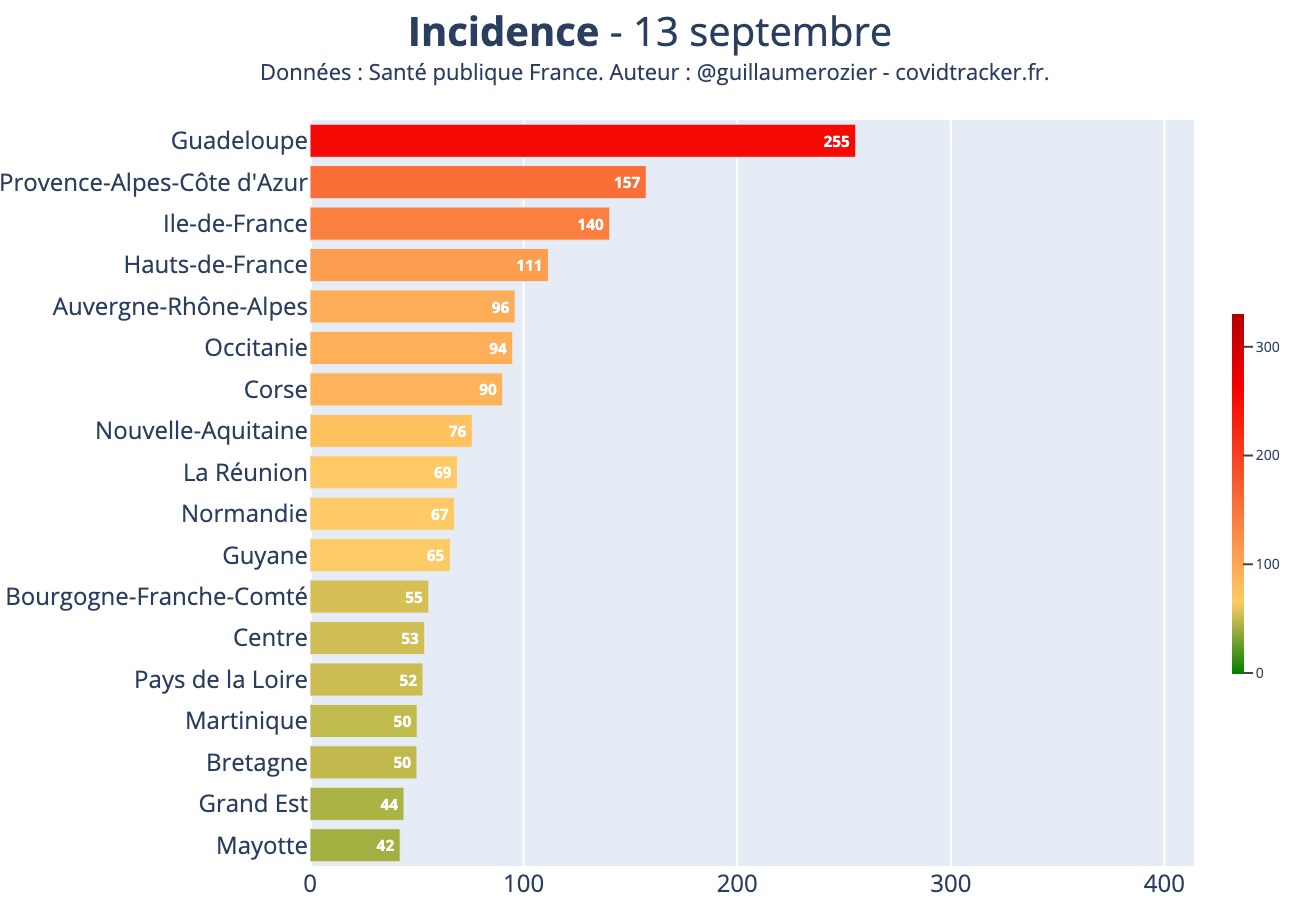 Incidence - 13 septembre
Données : Santé publique France. Auteur : @guillaumerozier - covidtracker.fr.
Guadeloupe 255
Provence-Alpes-Côte d'Azur 157
Ile-de-France 140
Hauts-de-France 111
Auvergne-Rhône-Alpes 96
Occitanie 94
Corse 90
Nouvelle-Aquitaine 76
La Réunion 69
Normandie 67
Guyane 65
Bourgogne-Franche-Comté 55
Centre 53
Pays de la Loire 52
Martinique 50
Bretagne 50
Grand Est 44
Mayotte 42
0 100 200 300 400
300
200
100
0